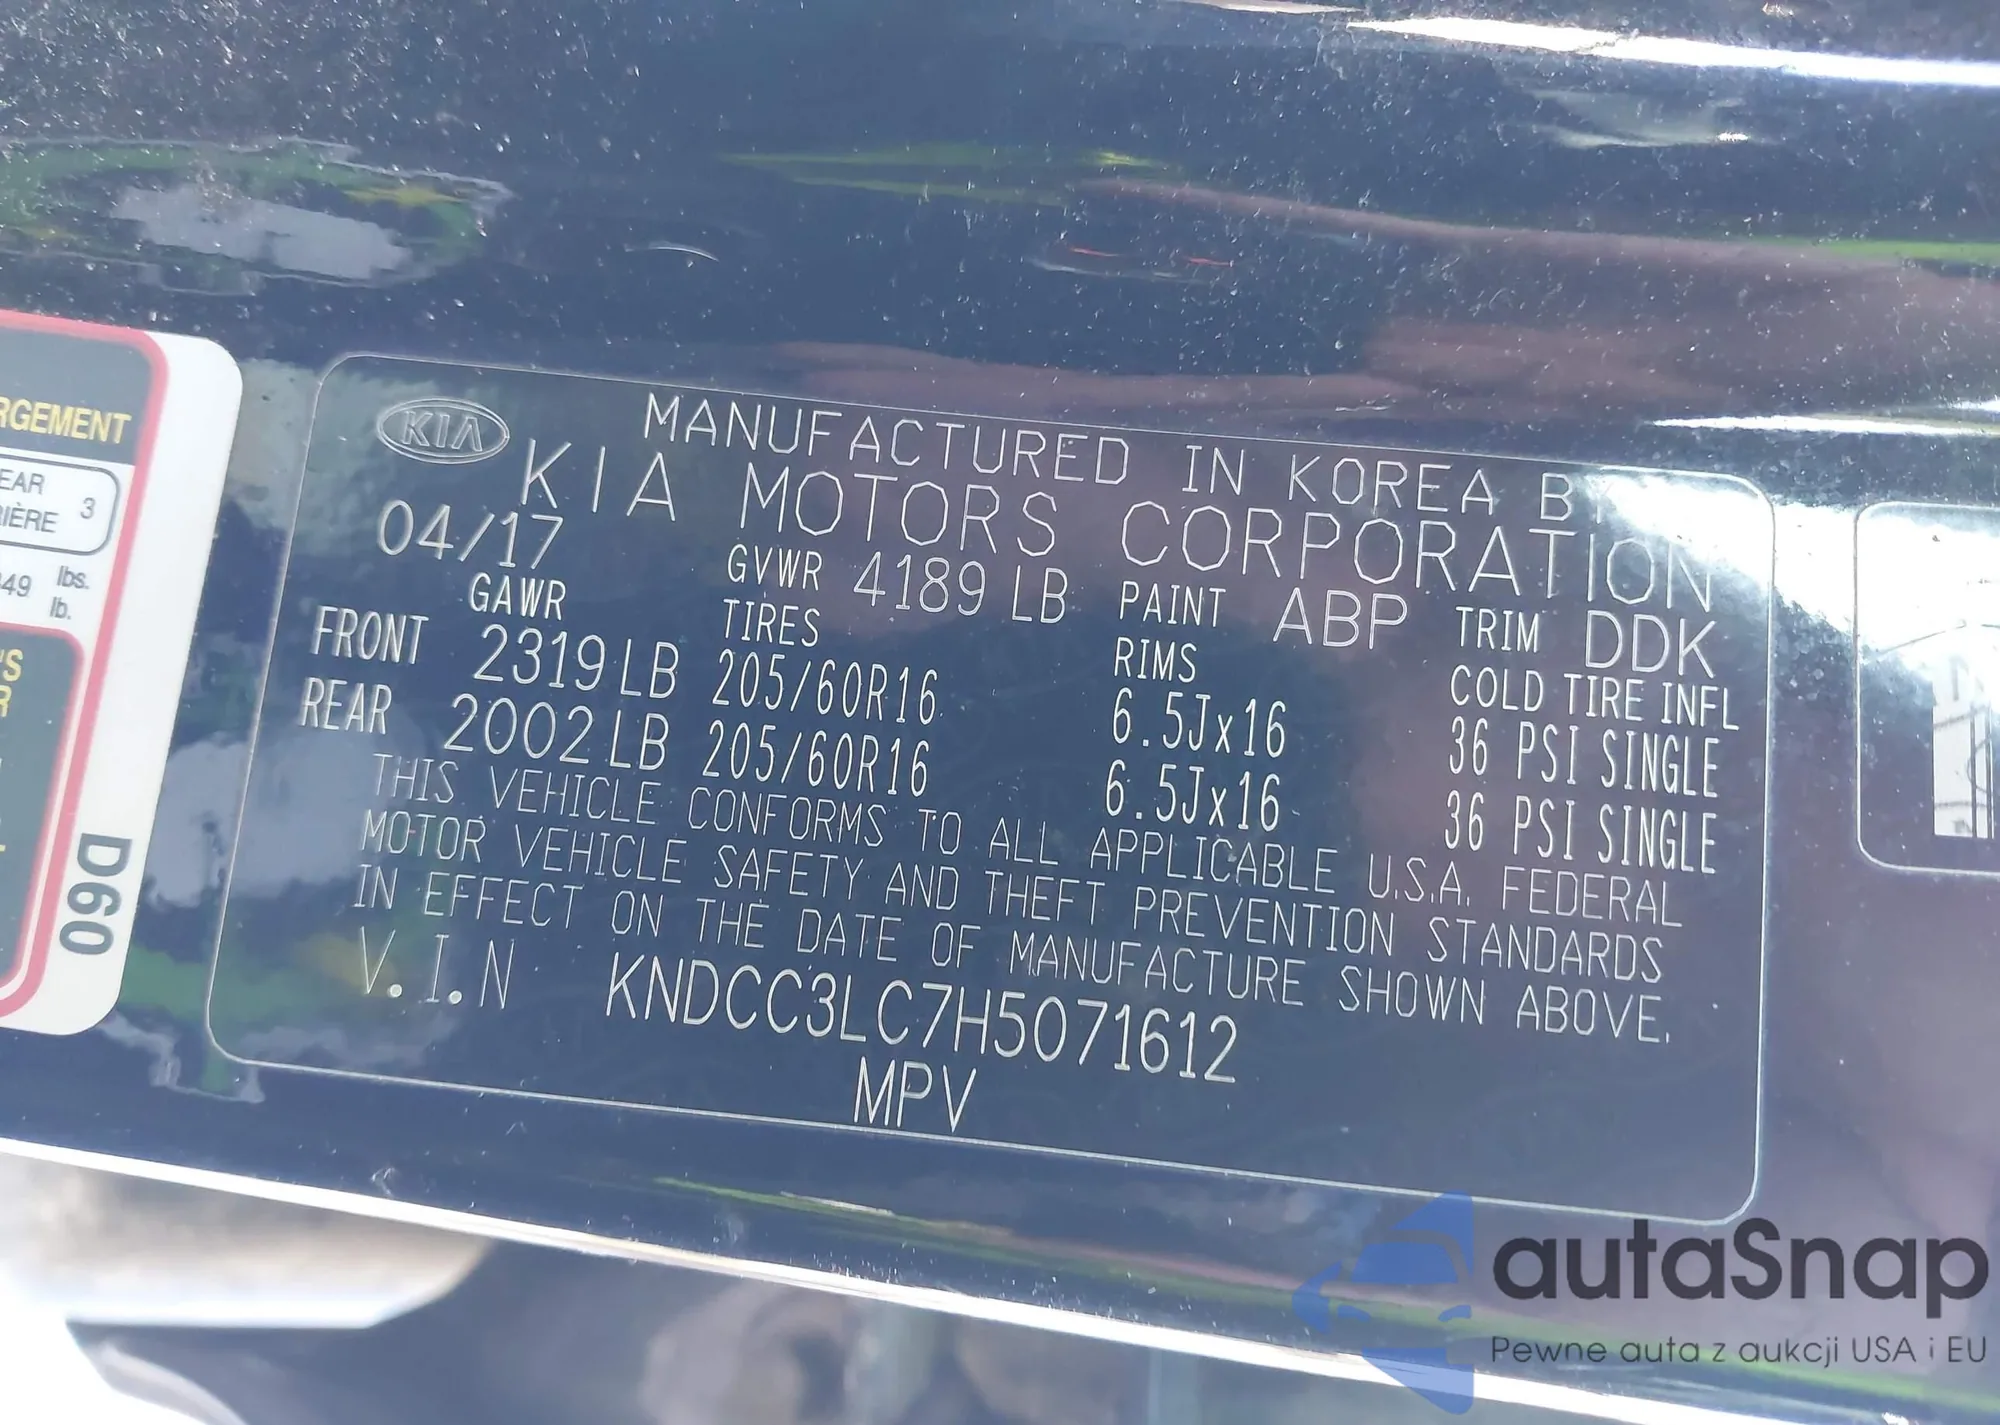 RGEMENT
EAR
RIÈRE 3
49 lbs.
lb.
'S
R
D60
KIA
MANUFACTURED IN KOREA BY
KIA MOTORS CORPORATION
04/17 GVWR 4189 LB PAINT ABP TRIM DDK
GAWR TIRES RIMS COLD TIRE INFL
FRONT 2319 LB 205/60R16 6.5Jx16 36 PSI SINGLE
REAR 2002 LB 205/60R16 6.5Jx16 36 PSI SINGLE
THIS VEHICLE CONFORMS TO ALL APPLICABLE U.S.A. FEDERAL
MOTOR VEHICLE SAFETY AND THEFT PREVENTION STANDARDS
IN EFFECT ON THE DATE OF MANUFACTURE SHOWN ABOVE.
V.I.N KNDCC3LC7H5071612
MPV
autaSnap
Pewne auta z aukcji USA i EU